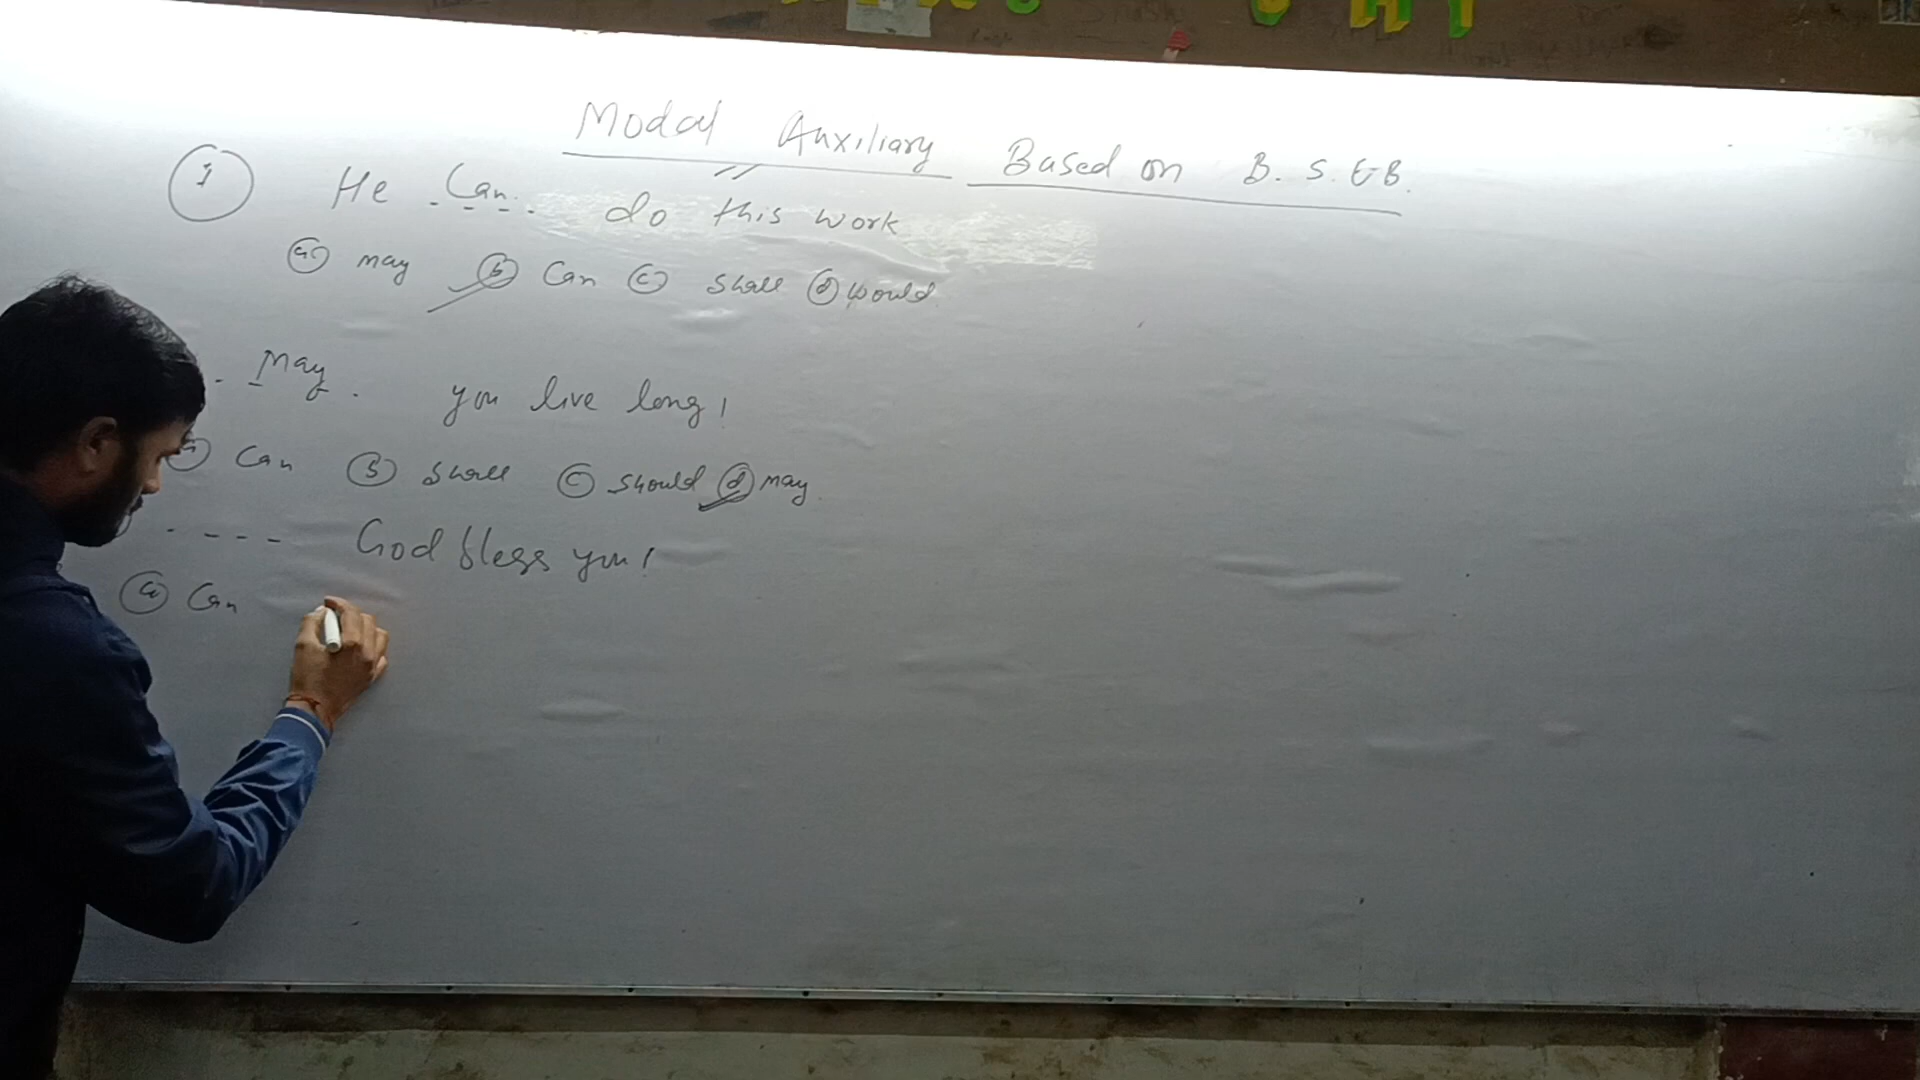 Modal Auxiliary Based on B. S. E B.
1 He .Can.. do this work
a may b Can c shall d would.
. May . you live long!
a Can b shall c should d may
. - - - - God bless you!
a Can